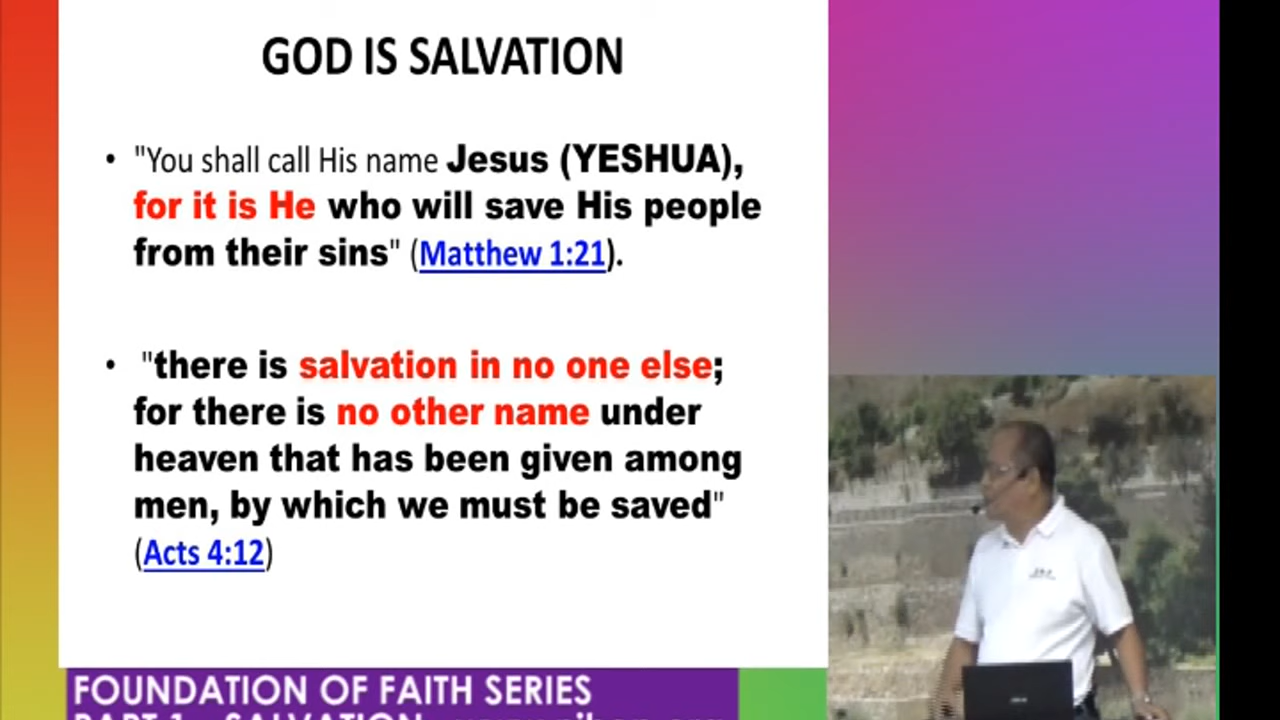 GOD IS SALVATION
• "You shall call His name Jesus (YESHUA),
for it is He who will save His people
from their sins" (Matthew 1:21).
• "there is salvation in no one else;
for there is no other name under
heaven that has been given among
men, by which we must be saved"
(Acts 4:12)
FOUNDATION OF FAITH SERIES
PART 1 - SALVATION